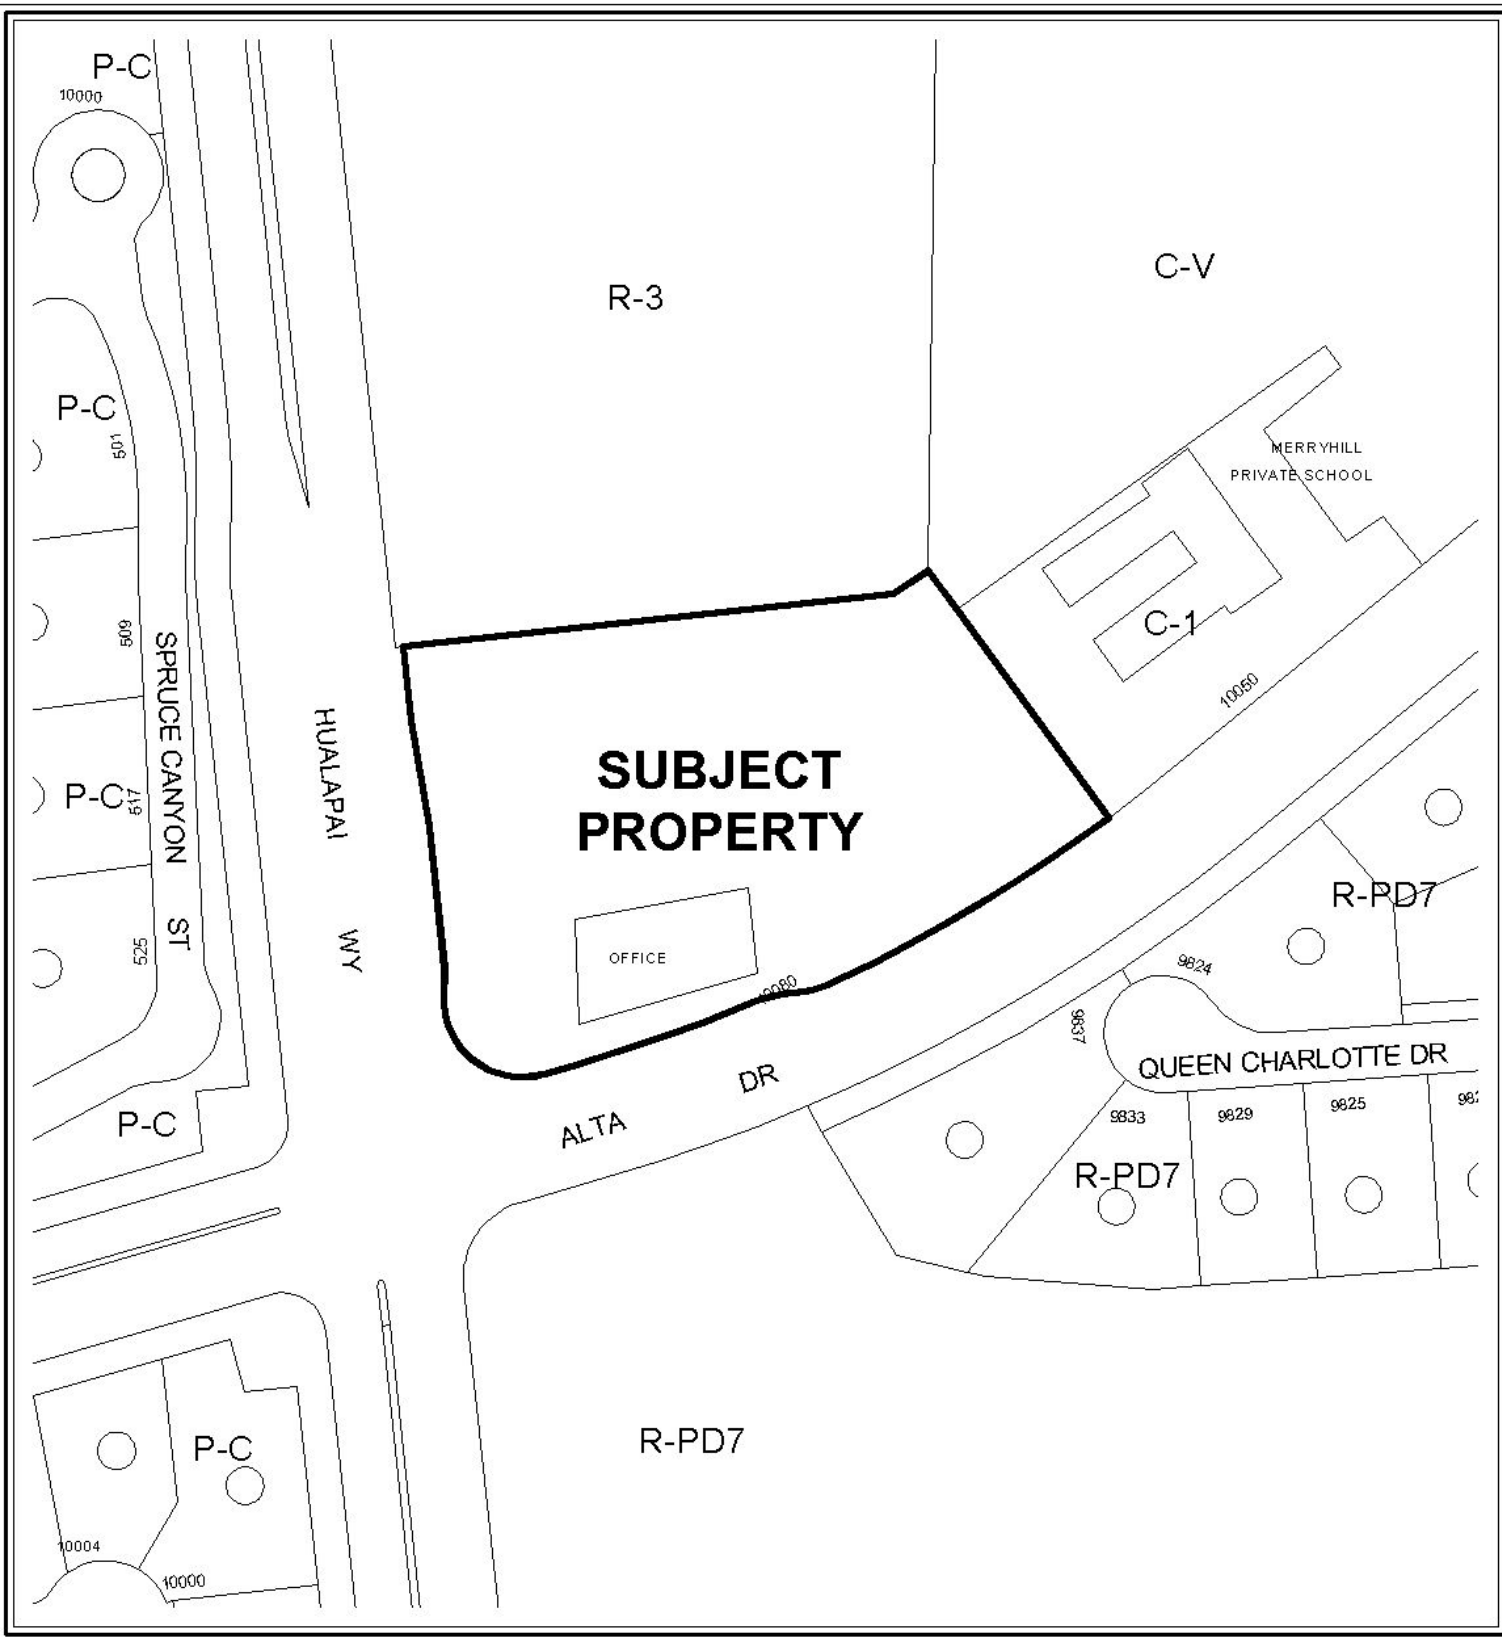 P-C
10000
C-V
R-3
P-C
501
MERRYHILL
PRIVATE SCHOOL
509
C-1
SPRUCE CANYON ST
10050
HUALAPAI WY
SUBJECT
PROPERTY
P-C
517
R-PD7
525
OFFICE
10080
9824
9837
QUEEN CHARLOTTE DR
ALTA DR
P-C
9833
9829
9825
R-PD7
P-C
R-PD7
10004
10000